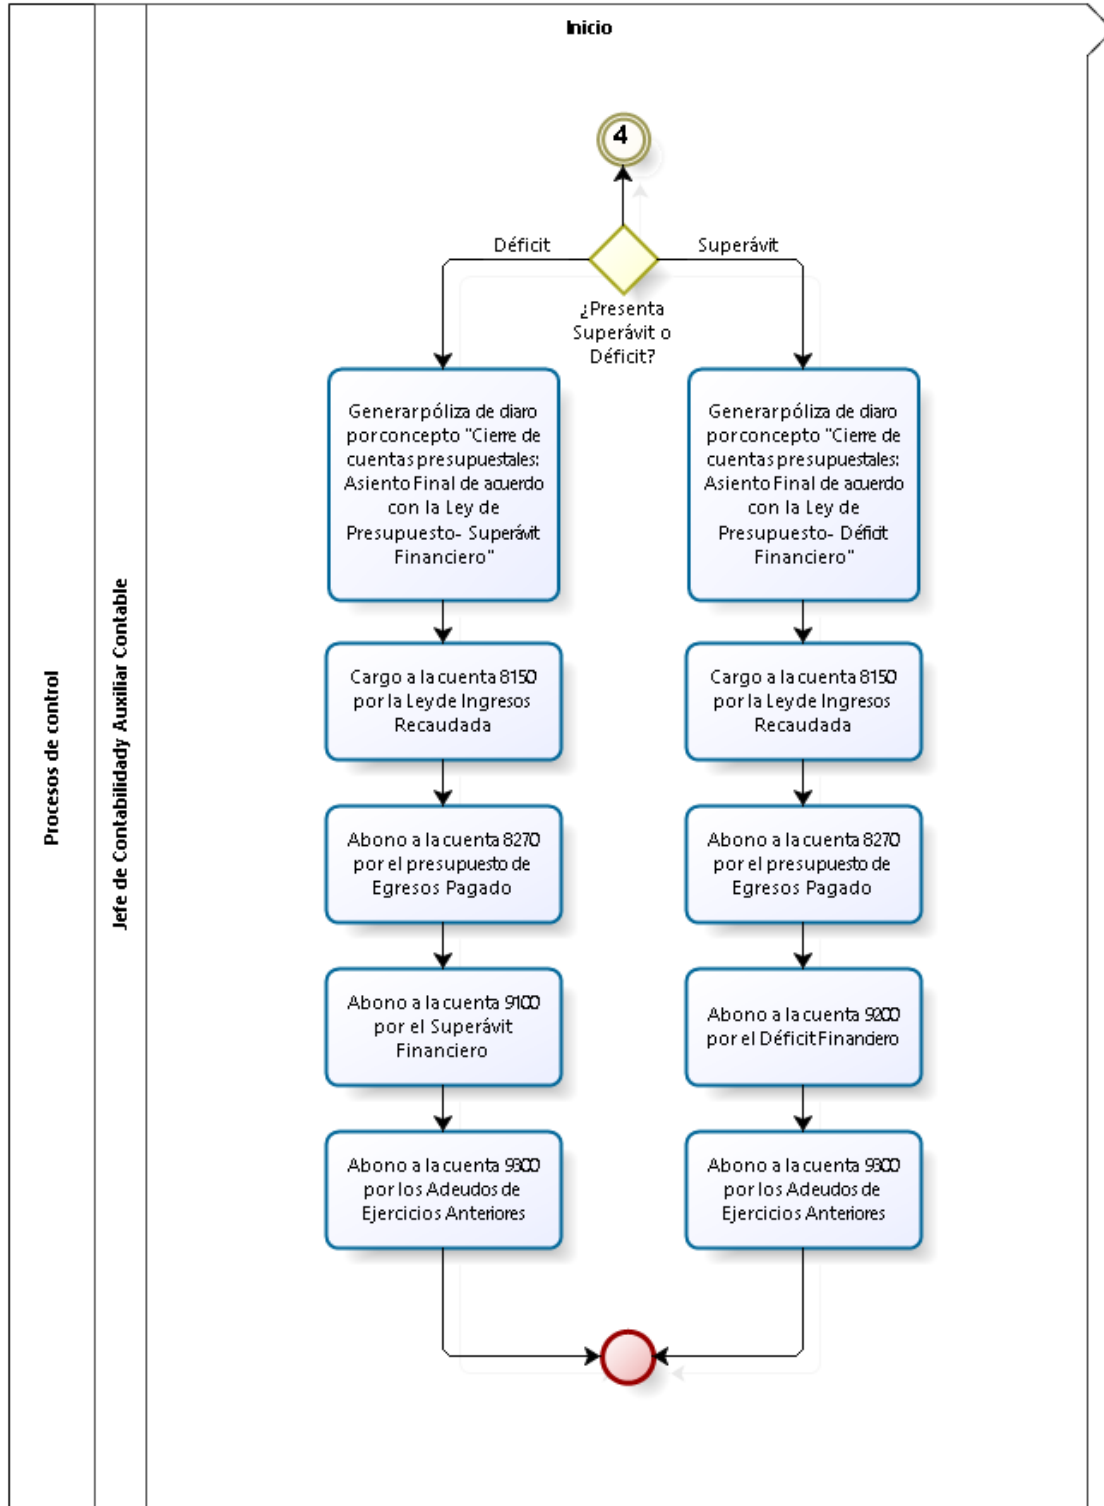 Inicio
Procesos de control
Jefe de Contabilidad y Auxiliar Contable
4
Déficit
Superávit
¿Presenta
Superávit o
Déficit?
Generar póliza de diaro
por concepto "Cierre de
cuentas presupuestales:
Asiento Final de acuerdo
con la Ley de
Presupuesto- Superávit
Financiero"
Cargo a la cuenta 8150
por la Ley de Ingresos
Recaudada
Abono a la cuenta 8270
por el presupuesto de
Egresos Pagado
Abono a la cuenta 9100
por el Superávit
Financiero
Abono a la cuenta 9300
por los Adeudos de
Ejercicios Anteriores
Generar póliza de diaro
por concepto "Cierre de
cuentas presupuestales:
Asiento Final de acuerdo
con la Ley de
Presupuesto- Déficit
Financiero"
Cargo a la cuenta 8150
por la Ley de Ingresos
Recaudada
Abono a la cuenta 8270
por el presupuesto de
Egresos Pagado
Abono a la cuenta 9200
por el Déficit Financiero
Abono a la cuenta 9300
por los Adeudos de
Ejercicios Anteriores